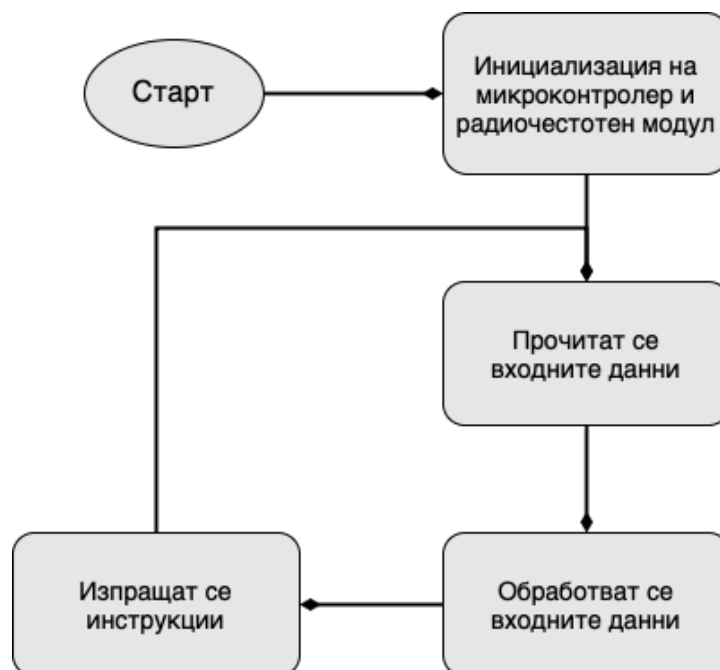 Старт
Инициализация на
микроконтролер и
радиочестотен модул
Прочитат се
входните данни
Обработват се
входните данни
Изпращат се
инструкции